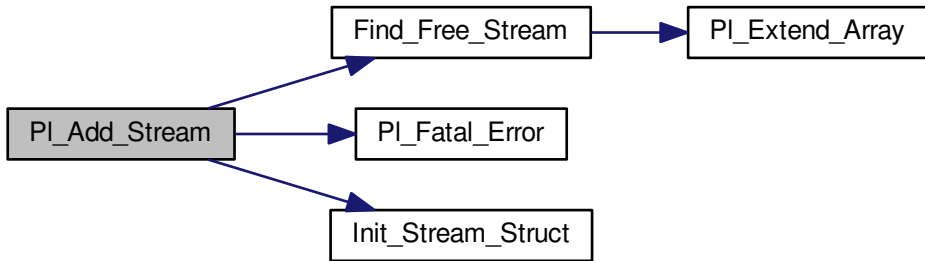 Find_Free_Stream
Pl_Extend_Array
Pl_Add_Stream
Pl_Fatal_Error
Init_Stream_Struct